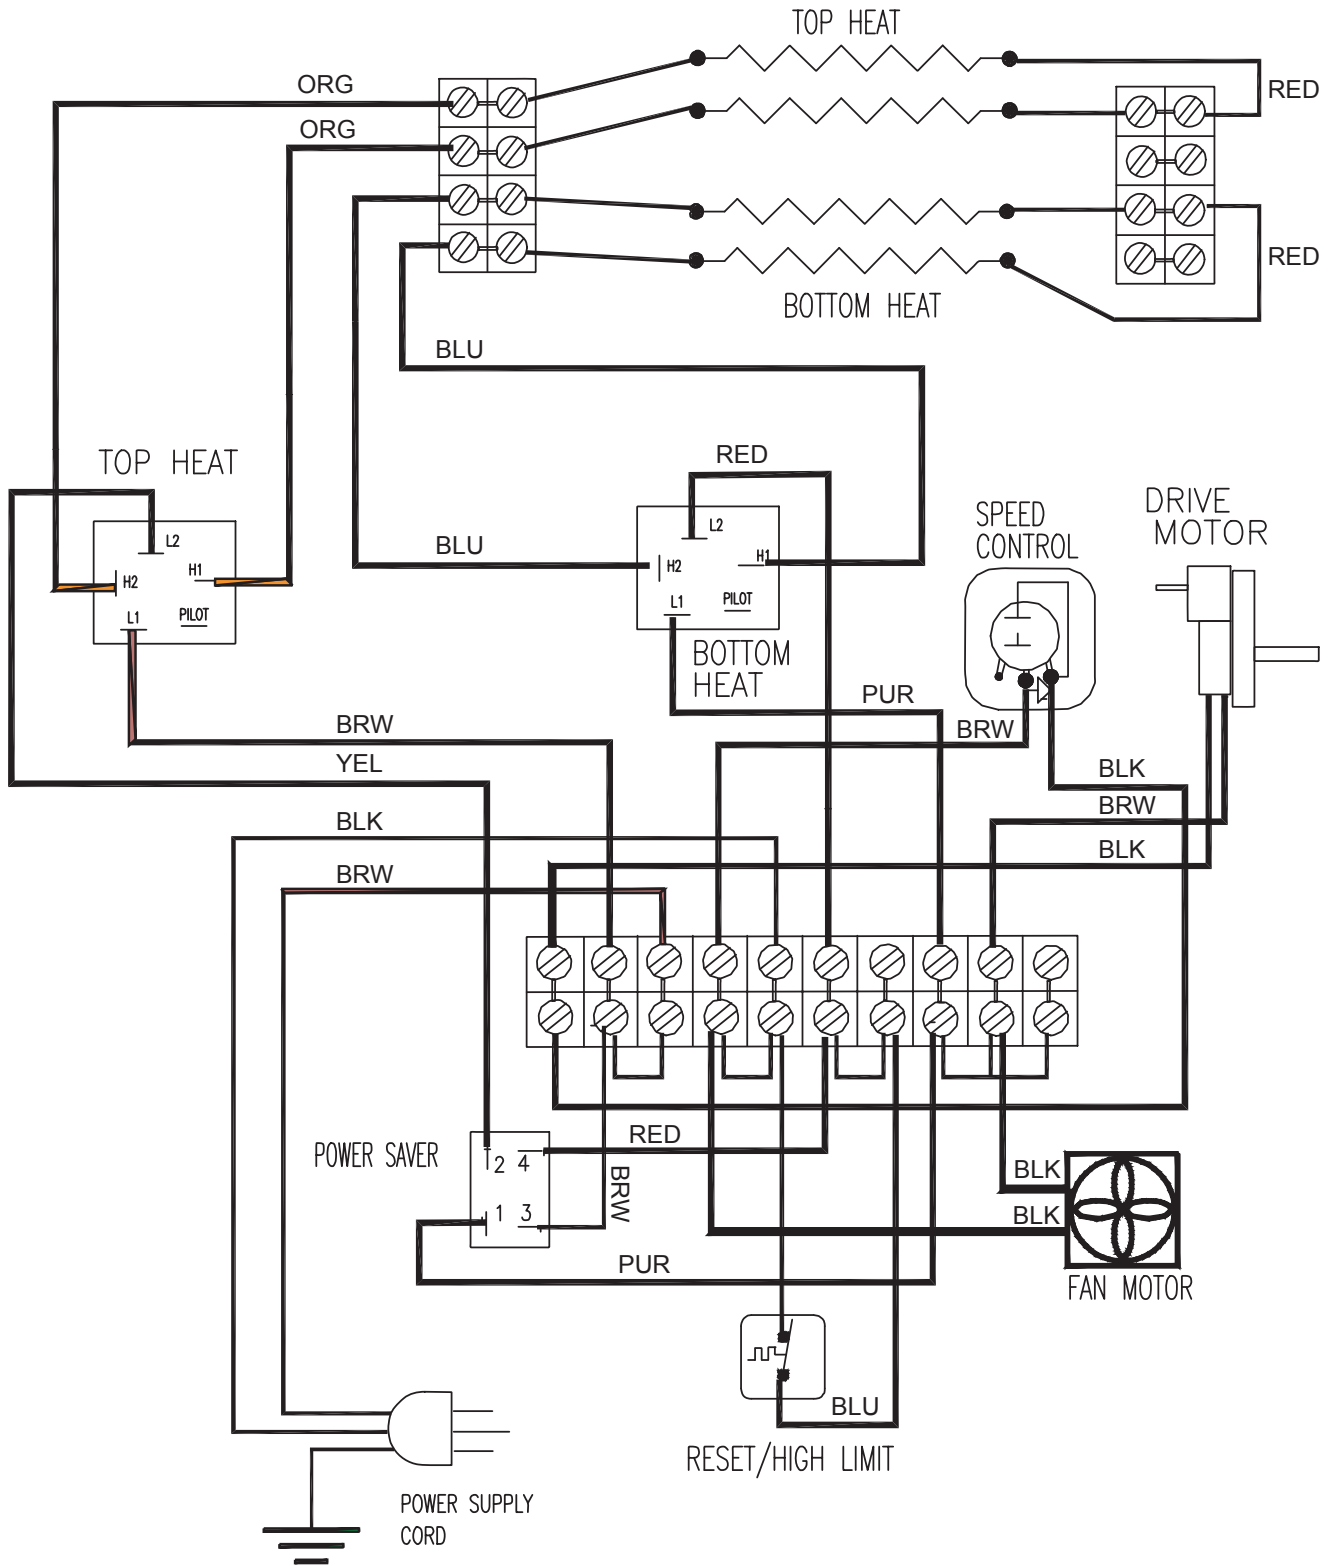 TOP HEAT
ORG
RED
ORG
RED
BOTTOM HEAT
BLU
RED
TOP HEAT
DRIVE
MOTOR
SPEED
CONTROL
L2
L2
BLU
H1
H1
H2
H2
L1
PILOT
L1
PILOT
BOTTOM
HEAT
PUR
BRW
BRW
YEL
BLK
BRW
BLK
BLK
BRW
RED
POWER SAVER
2
4
BLK
BRW
1
3
BLK
PUR
FAN MOTOR
BLU
RESET/HIGH LIMIT
POWER SUPPLY
CORD